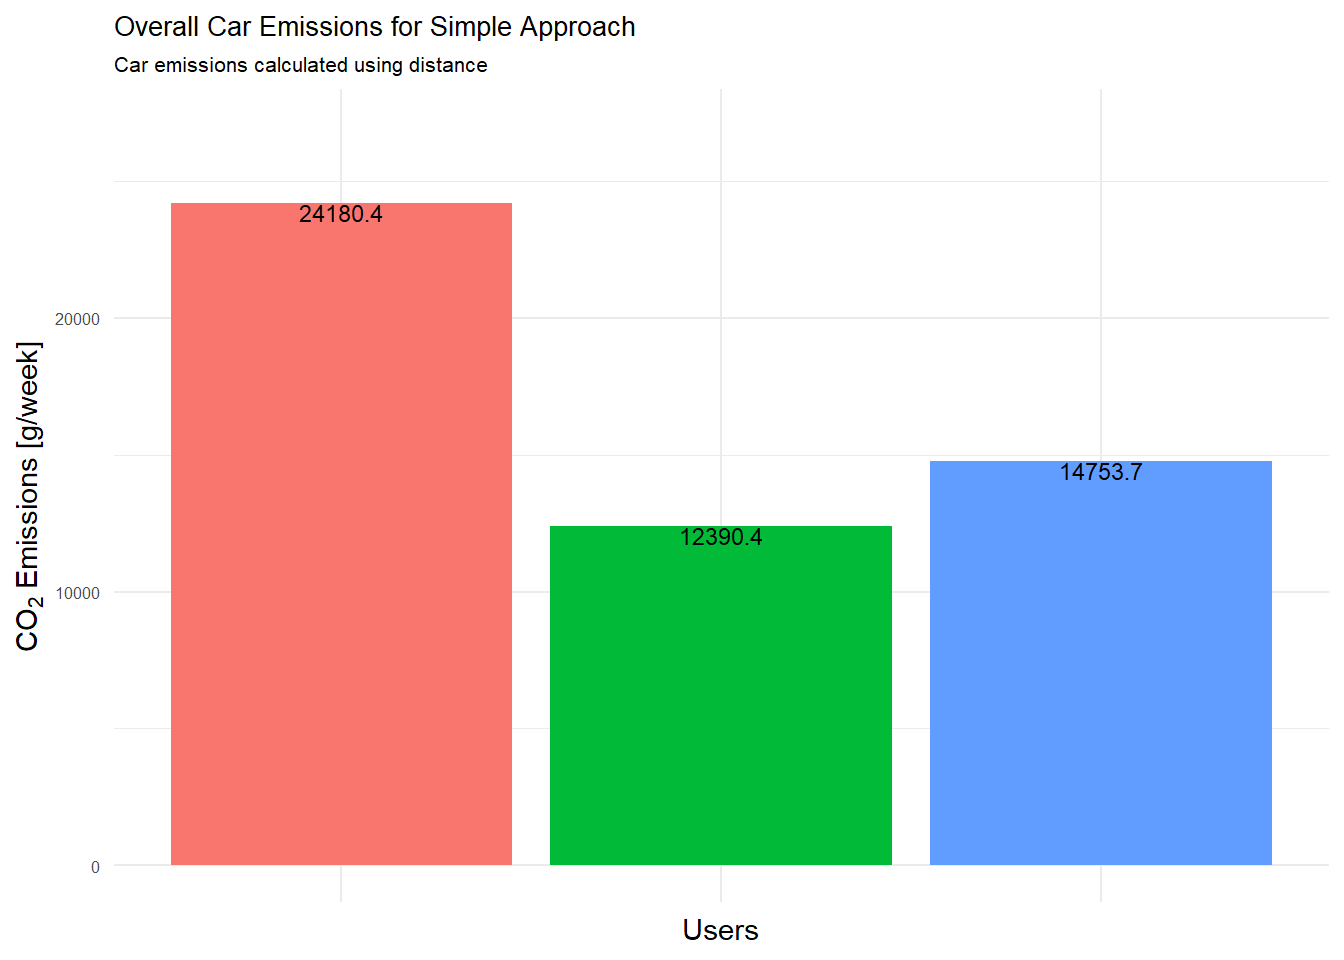 Overall Car Emissions for Simple Approach
Car emissions calculated using distance
CO₂ Emissions [g/week]
20000
10000
0
24180.4
12390.4
14753.7
Users